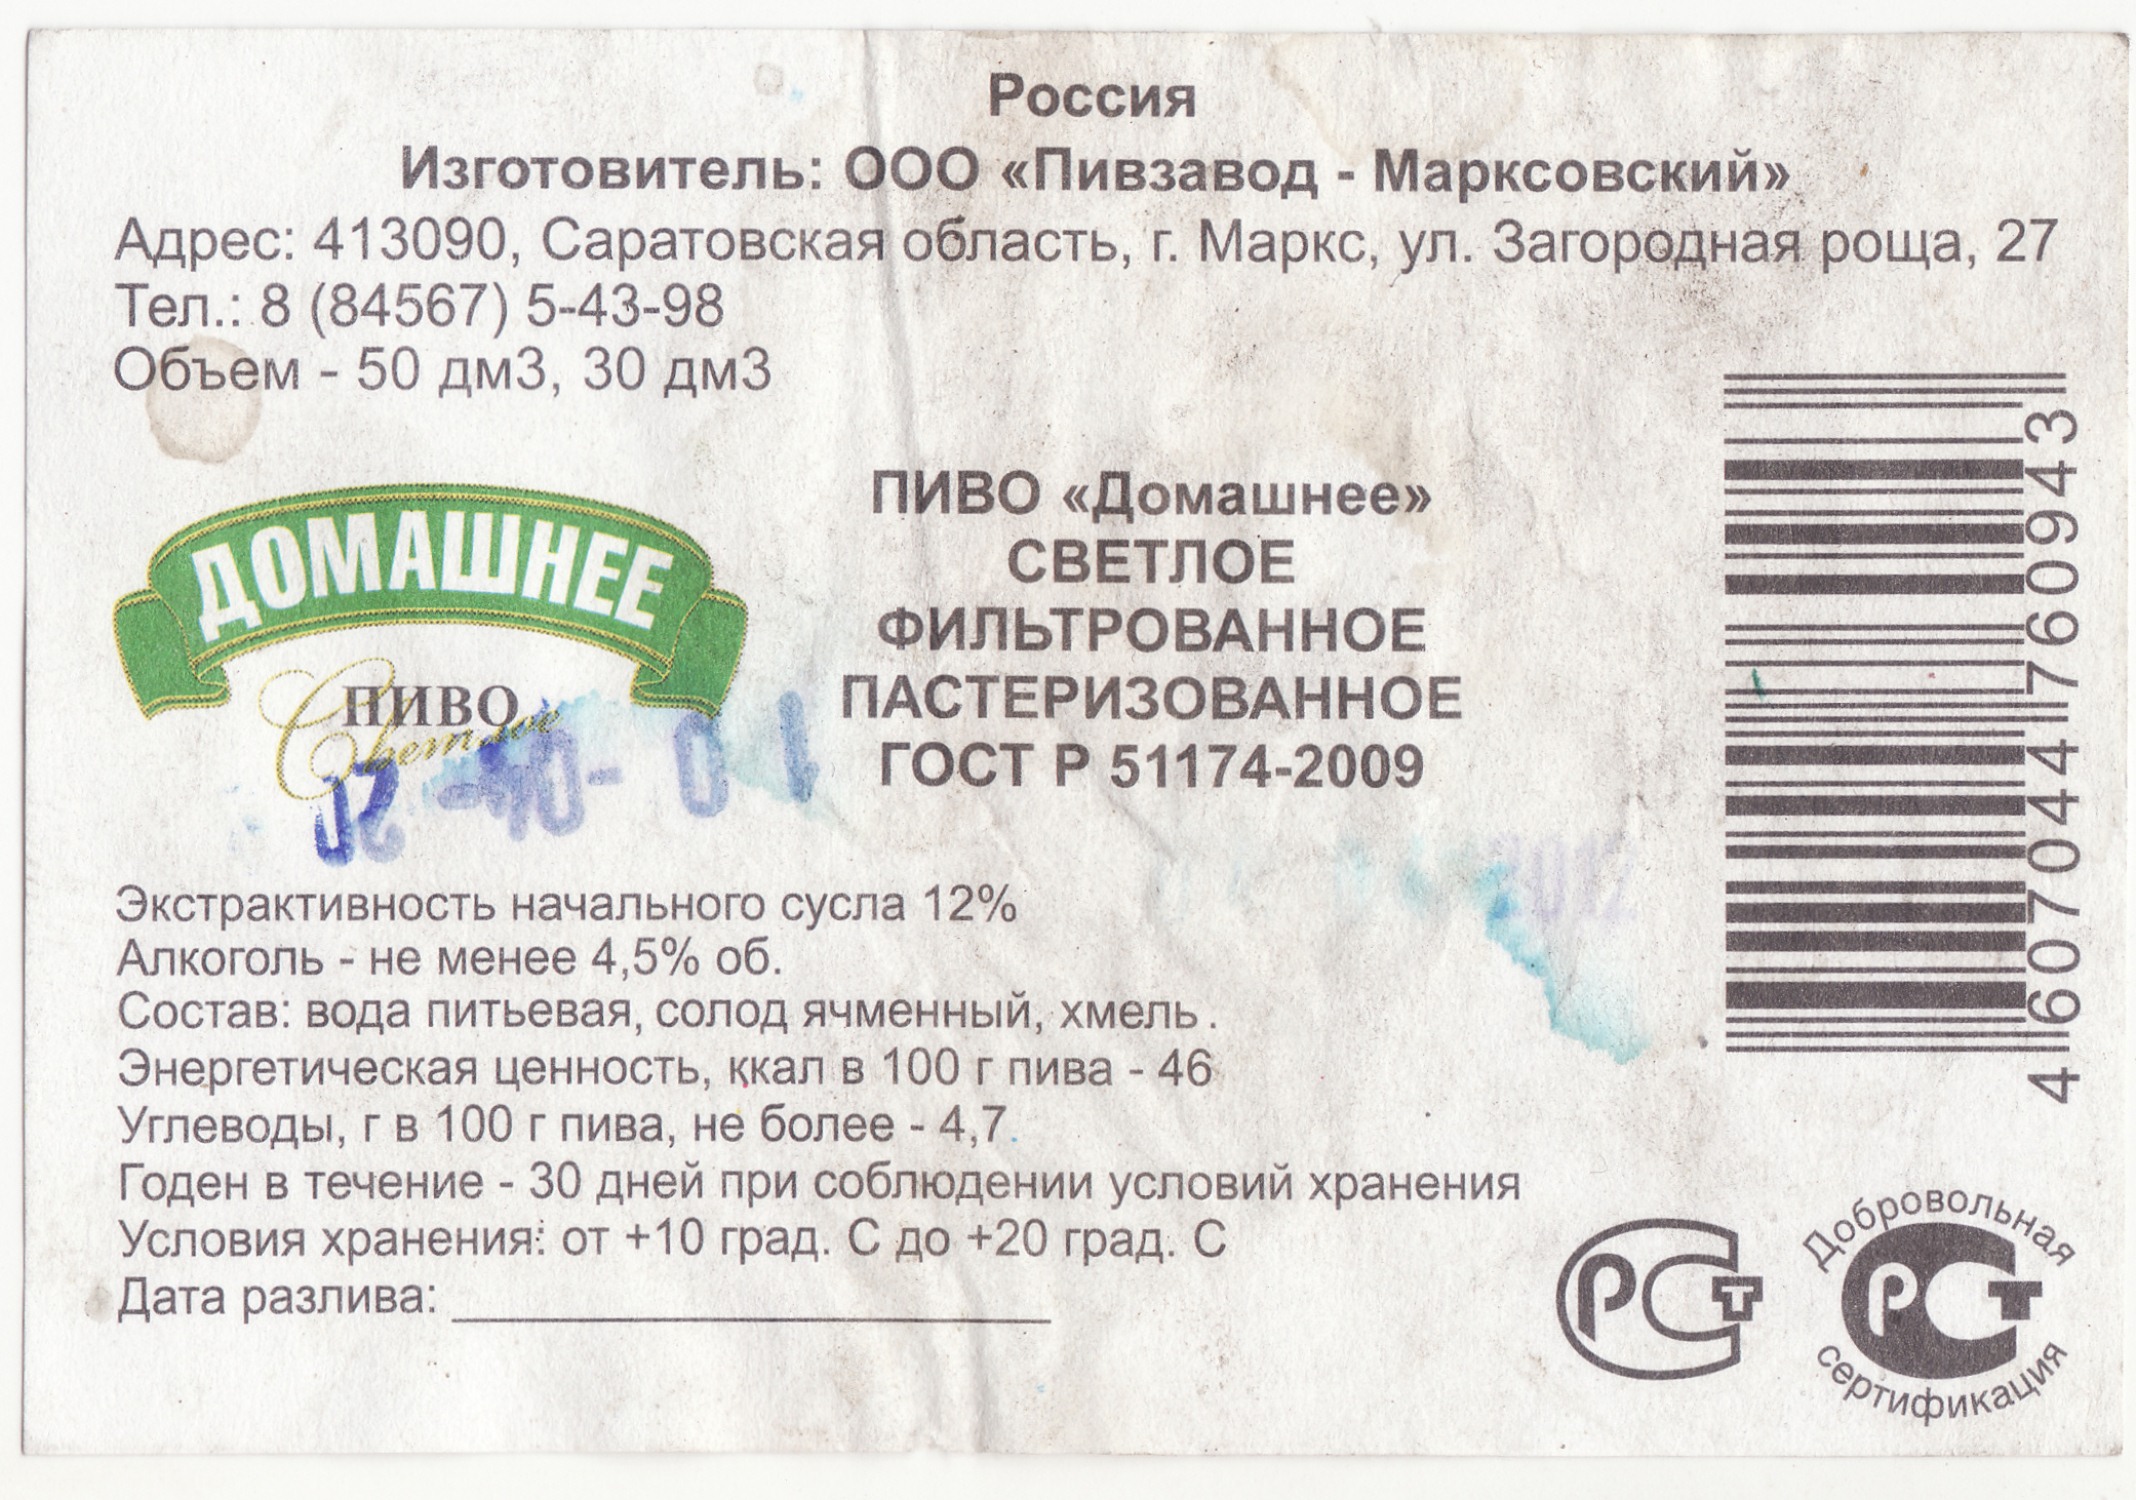 Россия
Изготовитель: ООО «Пивзавод - Марксовский»
Адрес: 413090, Саратовская область, г. Маркс, ул. Загородная роща, 27
Тел.: 8 (84567) 5-43-98
Объем - 50 дм3, 30 дм3
ДОМАШНЕЕ
ПИВО
Светлое
ПИВО «Домашнее»
СВЕТЛОЕ
ФИЛЬТРОВАННОЕ
ПАСТЕРИЗОВАННОЕ
ГОСТ Р 51174-2009
4 607044 760943
Экстрактивность начального сусла 12%
Алкоголь - не менее 4,5% об.
Состав: вода питьевая, солод ячменный, хмель.
Энергетическая ценность, ккал в 100 г пива - 46
Углеводы, г в 100 г пива, не более - 4,7
Годен в течение - 30 дней при соблюдении условий хранения
Условия хранения: от +10 град. С до +20 град. С
Дата разлива:
РСТ
Добровольная
РСТ
сертификация